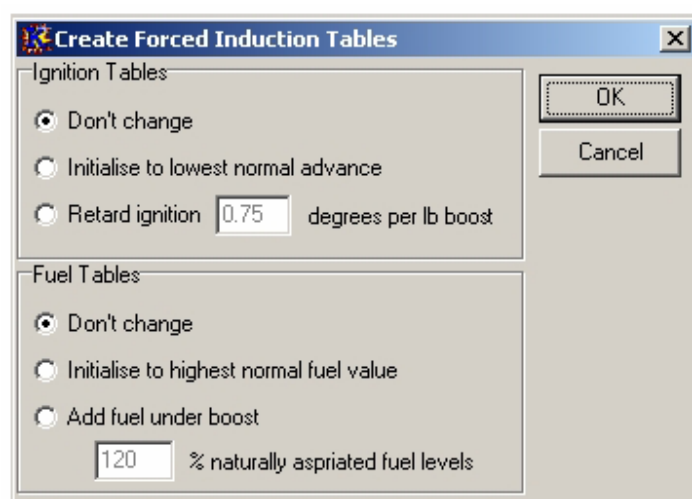 Create Forced Induction Tables
Ignition Tables
Don't change
Initialise to lowest normal advance
Retard ignition 0.75 degrees per lb boost
OK
Cancel
Fuel Tables
Don't change
Initialise to highest normal fuel value
Add fuel under boost
120 % naturally aspriated fuel levels